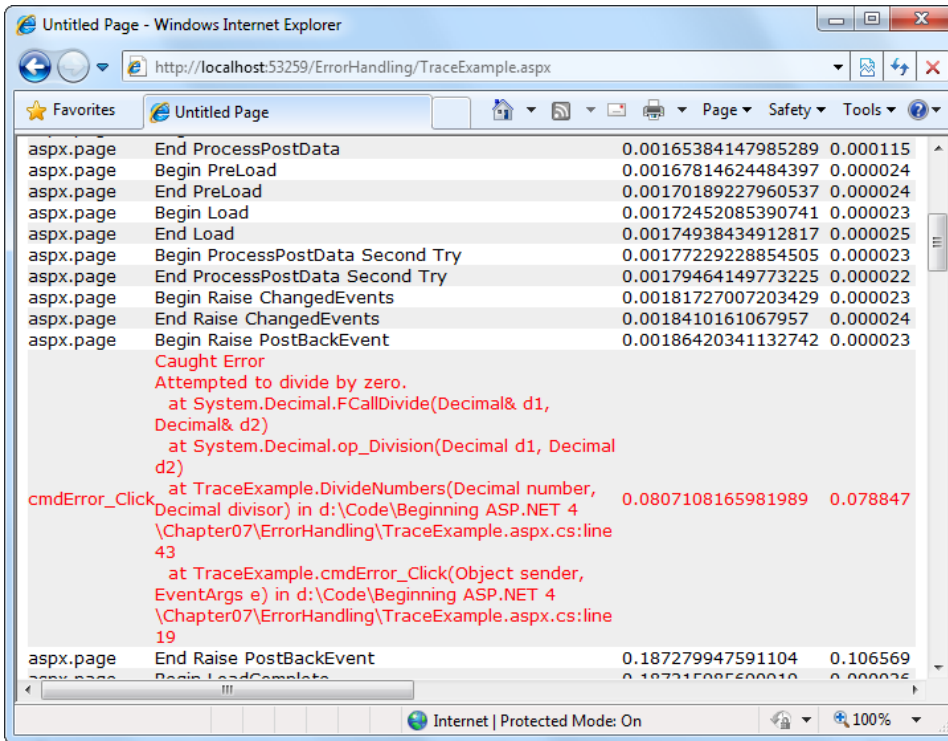 Untitled Page - Windows Internet Explorer
http://localhost:53259/ErrorHandling/TraceExample.aspx
Favorites Untitled Page Page Safety Tools
aspx.page End ProcessPostData 0.00165384147985289 0.000115
aspx.page Begin PreLoad 0.00167814624484397 0.000024
aspx.page End PreLoad 0.00170189227960537 0.000024
aspx.page Begin Load 0.00172452085390741 0.000023
aspx.page End Load 0.00174938434912817 0.000025
aspx.page Begin ProcessPostData Second Try 0.00177229228854505 0.000023
aspx.page End ProcessPostData Second Try 0.00179464149773225 0.000022
aspx.page Begin Raise ChangedEvents 0.00181727007203429 0.000023
aspx.page End Raise ChangedEvents 0.0018410161067957 0.000024
aspx.page Begin Raise PostBackEvent 0.00186420341132742 0.000023
Caught Error
Attempted to divide by zero.
at System.Decimal.FCallDivide(Decimal& d1,
Decimal& d2)
at System.Decimal.op_Division(Decimal d1, Decimal
d2)
at TraceExample.DivideNumbers(Decimal number,
cmdError_Click Decimal divisor) in d:\Code\Beginning ASP.NET 4 0.0807108165981989 0.078847
\Chapter07\ErrorHandling\TraceExample.aspx.cs:line
43
at TraceExample.cmdError_Click(Object sender,
EventArgs e) in d:\Code\Beginning ASP.NET 4
\Chapter07\ErrorHandling\TraceExample.aspx.cs:line
19
aspx.page End Raise PostBackEvent 0.187279947591104 0.106569
aspx.page Begin LoadComplete
Internet | Protected Mode: On 100%